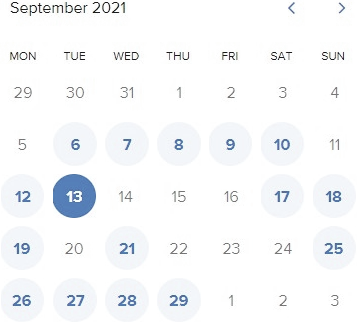 September 2021
MON TUE WED THU FRI SAT SUN
29 30 31 1 2 3 4
5 6 7 8 9 10 11
12 13 14 15 16 17 18
19 20 21 22 23 24 25
26 27 28 29 1 2 3